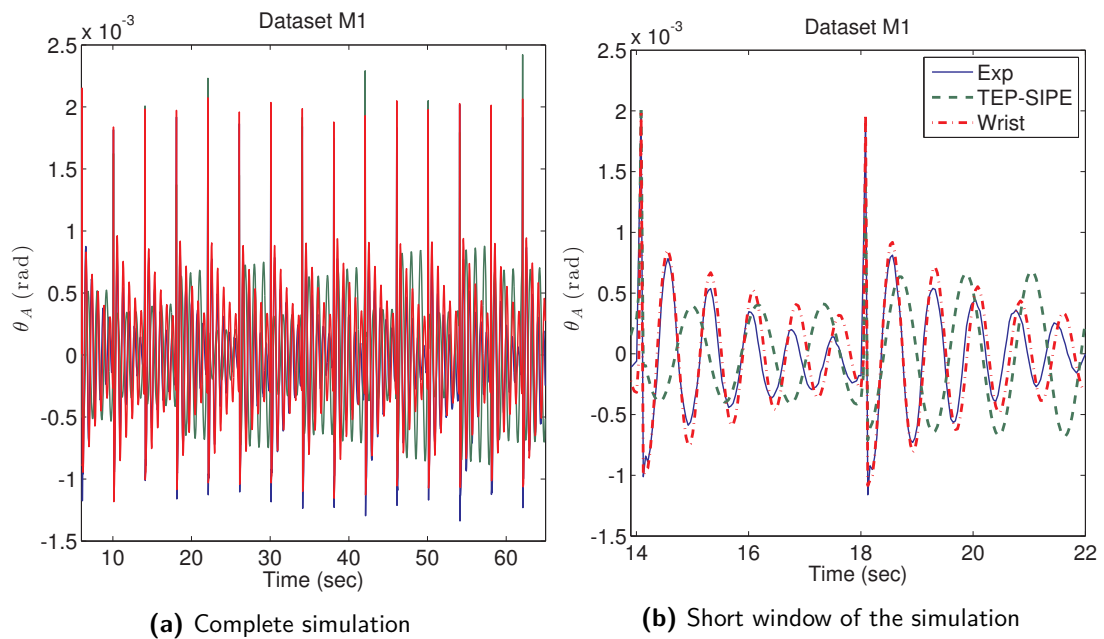 Dataset M1
x 10⁻³
2.5
2
1.5
1
0.5
0
-0.5
-1
-1.5
θ_A (rad)
10 20 30 40 50 60
Time (sec)
(a) Complete simulation
Dataset M1
x 10⁻³
2.5
2
1.5
1
0.5
0
-0.5
-1
-1.5
θ_A (rad)
Exp
TEP-SIPE
Wrist
14 16 18 20 22
Time (sec)
(b) Short window of the simulation